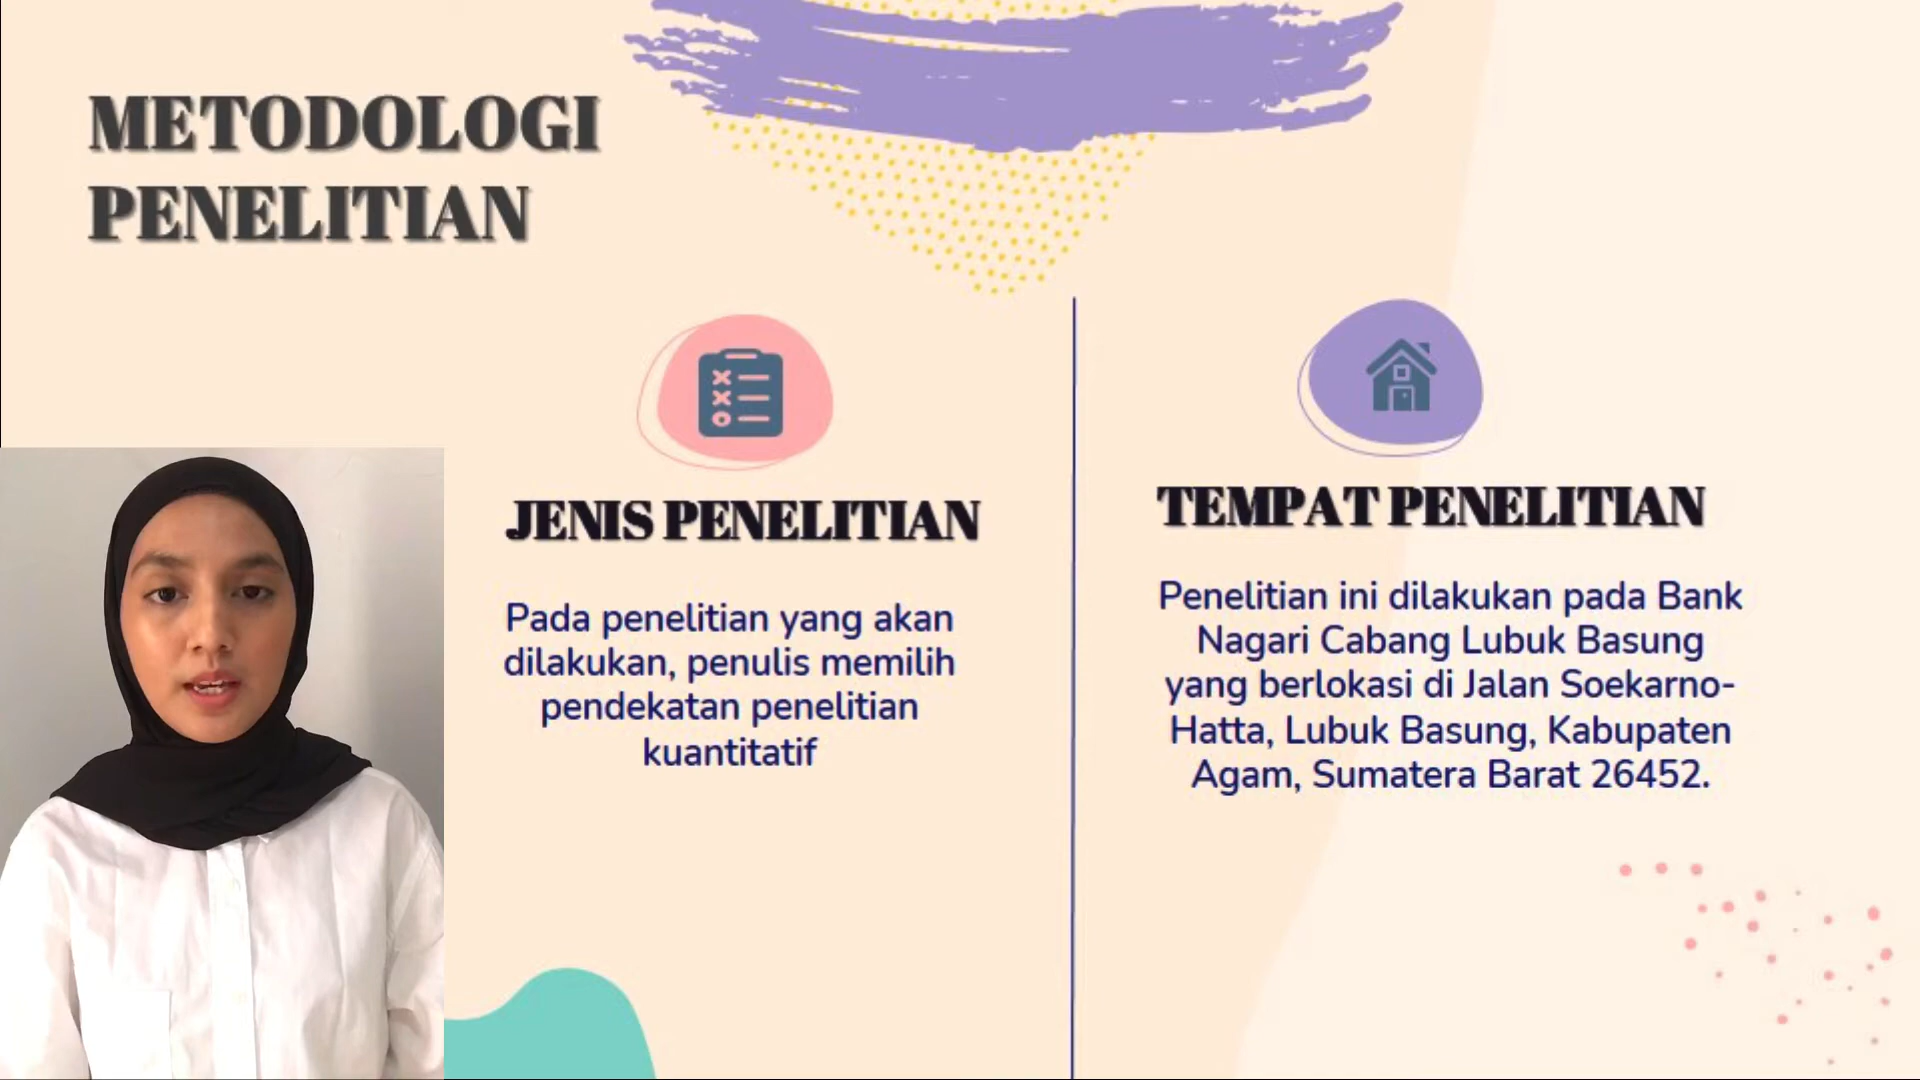 METODOLOGI
PENELITIAN
JENIS PENELITIAN
Pada penelitian yang akan
dilakukan, penulis memilih
pendekatan penelitian
kuantitatif
TEMPAT PENELITIAN
Penelitian ini dilakukan pada Bank
Nagari Cabang Lubuk Basung
yang berlokasi di Jalan Soekarno-
Hatta, Lubuk Basung, Kabupaten
Agam, Sumatera Barat 26452.